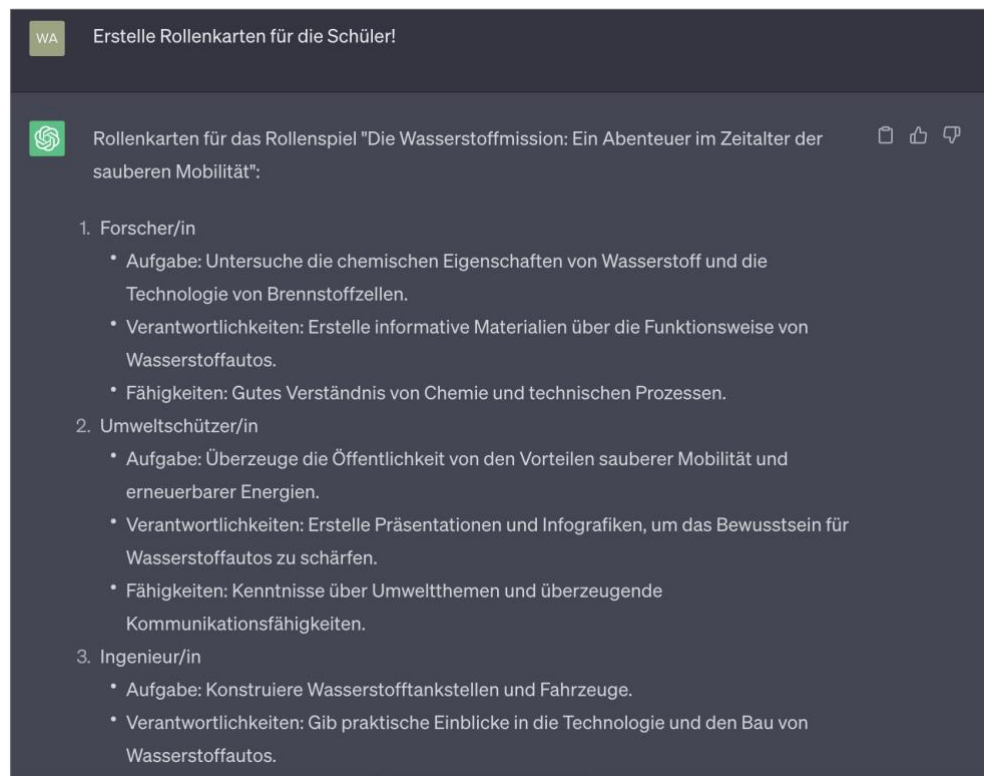 WA
Erstelle Rollenkarten für die Schüler!
Rollenkarten für das Rollenspiel "Die Wasserstoffmission: Ein Abenteuer im Zeitalter der
sauberen Mobilität":
1. Forscher/in
• Aufgabe: Untersuche die chemischen Eigenschaften von Wasserstoff und die
Technologie von Brennstoffzellen.
• Verantwortlichkeiten: Erstelle informative Materialien über die Funktionsweise von
Wasserstoffautos.
• Fähigkeiten: Gutes Verständnis von Chemie und technischen Prozessen.
2. Umweltschützer/in
• Aufgabe: Überzeuge die Öffentlichkeit von den Vorteilen sauberer Mobilität und
erneuerbarer Energien.
• Verantwortlichkeiten: Erstelle Präsentationen und Infografiken, um das Bewusstsein für
Wasserstoffautos zu schärfen.
• Fähigkeiten: Kenntnisse über Umweltthemen und überzeugende
Kommunikationsfähigkeiten.
3. Ingenieur/in
• Aufgabe: Konstruiere Wasserstofftankstellen und Fahrzeuge.
• Verantwortlichkeiten: Gib praktische Einblicke in die Technologie und den Bau von
Wasserstoffautos.